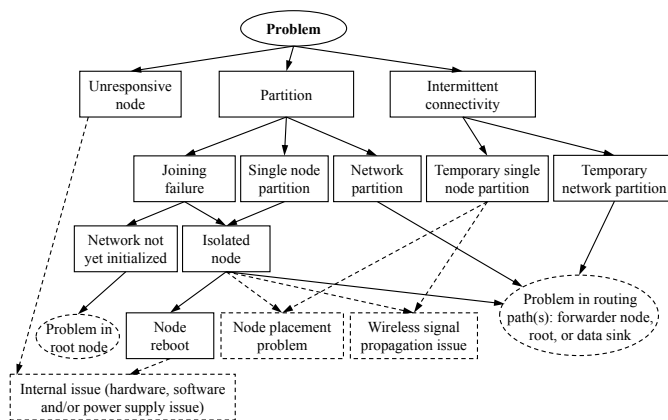 Problem
Unresponsive
node
Partition
Intermittent
connectivity
Joining
failure
Single node
partition
Network
partition
Temporary single
node partition
Temporary
network partition
Network not
yet initialized
Isolated
node
Problem in
root node
Node
reboot
Node placement
problem
Wireless signal
propagation issue
Problem in routing
path(s): forwarder node,
root, or data sink
Internal issue (hardware, software
and/or power supply issue)